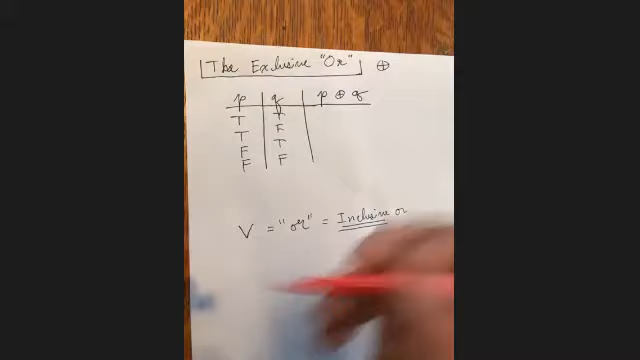 The Exclusive "Or" ⊕
p q p ⊕ q
T T
T F
F T
F F
V = "or" = Inclusive or